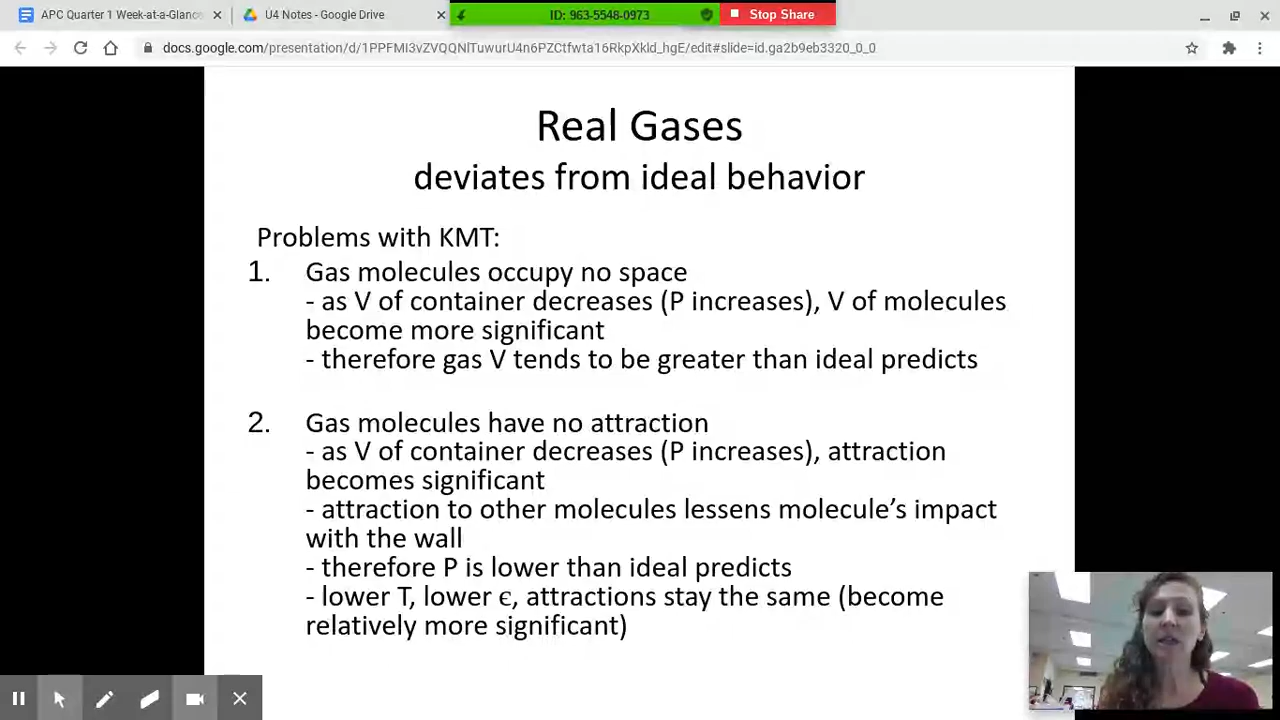 APC Quarter 1 Week-at-a-Glance
U4 Notes - Google Drive
ID: 963-5548-0973
Stop Share
docs.google.com/presentation/d/1PPFMI3vZVQQNlTuwurU4n6PZCtfwta16RkpXkld_hgE/edit#slide=id.ga2b9eb3320_0_0
Real Gases
deviates from ideal behavior
Problems with KMT:
1. Gas molecules occupy no space
- as V of container decreases (P increases), V of molecules
become more significant
- therefore gas V tends to be greater than ideal predicts
2. Gas molecules have no attraction
- as V of container decreases (P increases), attraction
becomes significant
- attraction to other molecules lessens molecule’s impact
with the wall
- therefore P is lower than ideal predicts
- lower T, lower ϵ, attractions stay the same (become
relatively more significant)